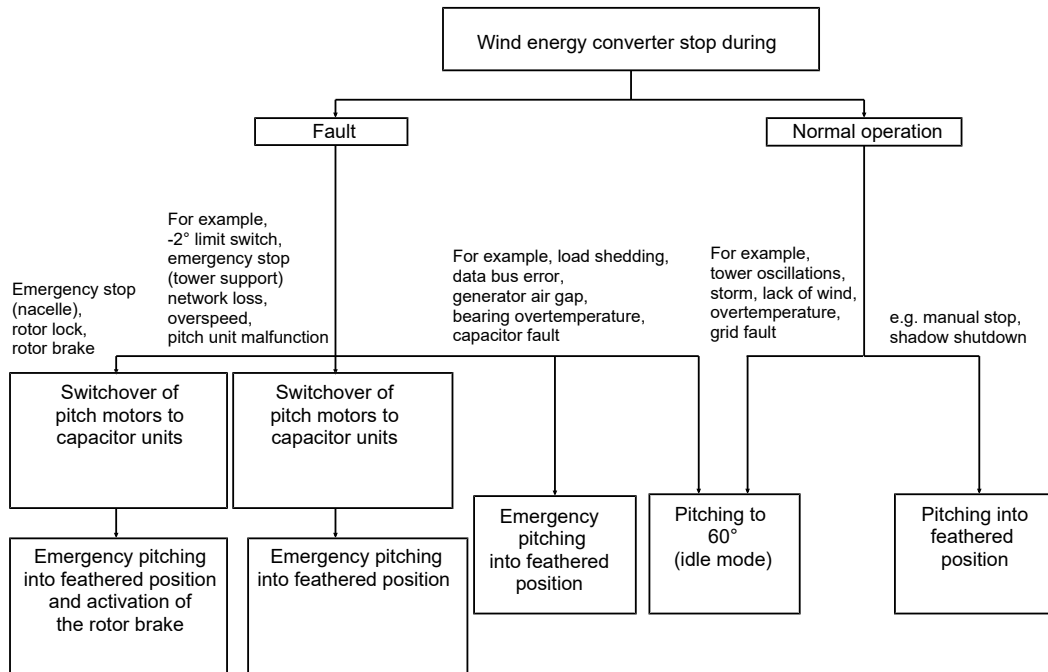 Wind energy converter stop during
Fault
Normal operation
Emergency stop
(nacelle),
rotor lock,
rotor brake
For example,
-2° limit switch,
emergency stop
(tower support)
network loss,
overspeed,
pitch unit malfunction
For example, load shedding,
data bus error,
generator air gap,
bearing overtemperature,
capacitor fault
For example,
tower oscillations,
storm, lack of wind,
overtemperature,
grid fault
e.g. manual stop,
shadow shutdown
Switchover of
pitch motors to
capacitor units
Switchover of
pitch motors to
capacitor units
Emergency pitching
into feathered position
and activation of
the rotor brake
Emergency pitching
into feathered position
Emergency
pitching
into feathered
position
Pitching to
60°
(idle mode)
Pitching into
feathered
position